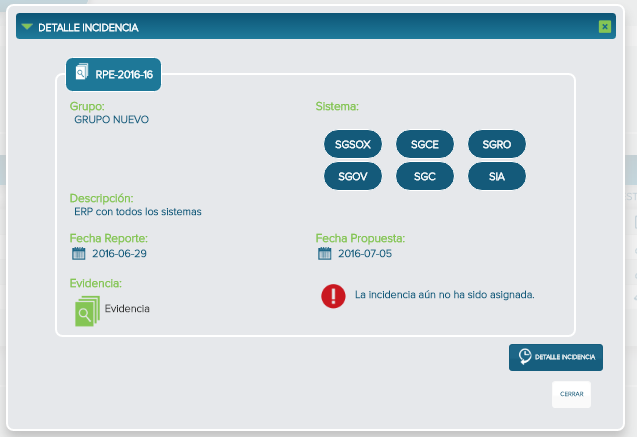 DETALLE INCIDENCIA
RPE-2016-16
Grupo:
GRUPO NUEVO
Sistema:
SGSOX SGCE SGRO
SGOV SGC SIA
Descripción:
ERP con todos los sistemas
Fecha Reporte:
2016-06-29
Fecha Propuesta:
2016-07-05
Evidencia:
Evidencia
La incidencia aún no ha sido asignada.
DETALLE INCIDENCIA
CERRAR